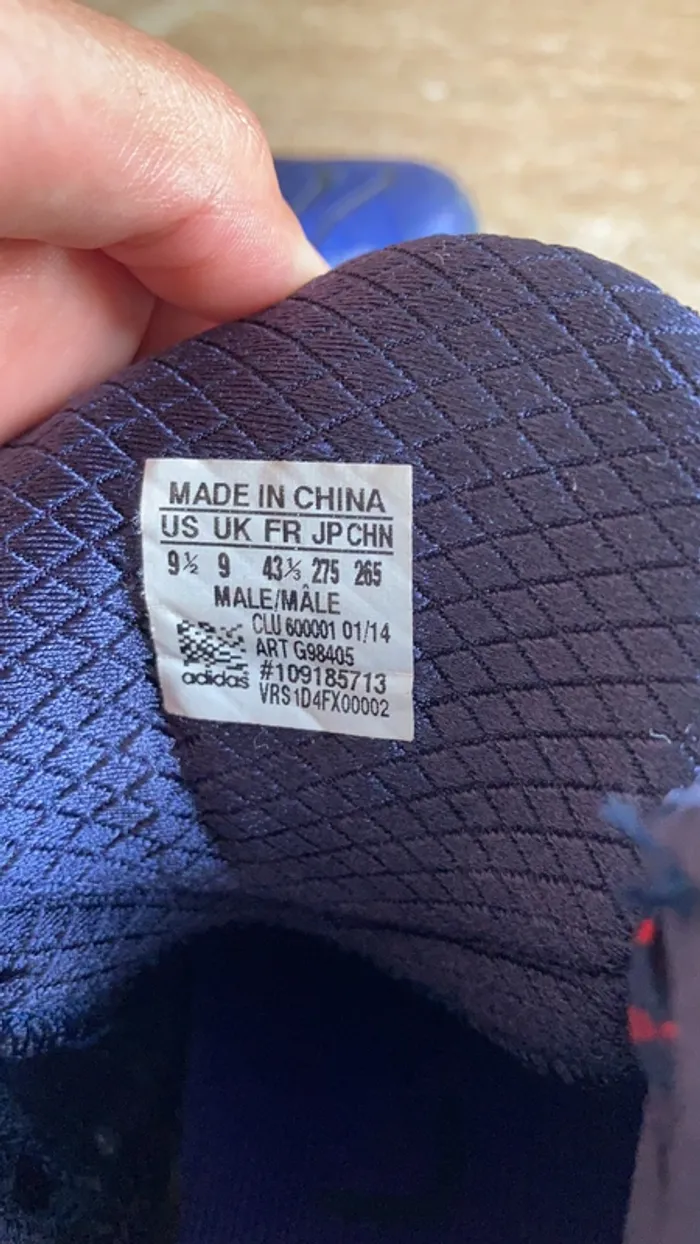 MADE IN CHINA
US UK FR JP CHN
9½ 9 43⅓ 275 265
MALE/MÂLE
CLU 600001 01/14
ART G98405
#109185713
adidas
VRS1D4FX00002